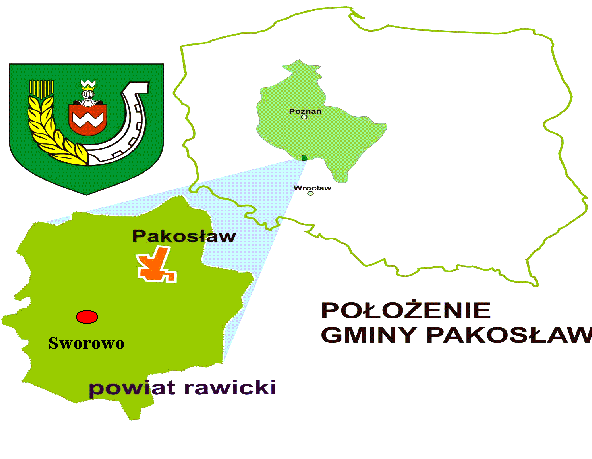 Poznań
Wrocław
Pakosław
Sworowo
powiat rawicki
POŁOŻENIE
GMINY PAKOSŁAW